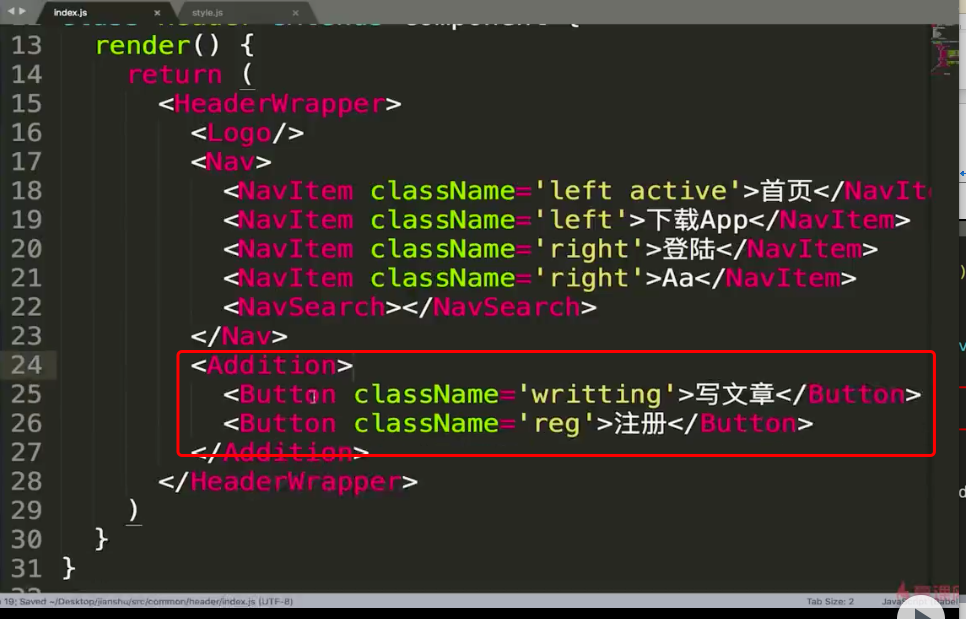 index.js
style.js
class Header extends Component {
13 render() {
14 return (
15 <HeaderWrapper>
16 <Logo/>
17 <Nav>
18 <NavItem className='left active'>首页</NavIt
19 <NavItem className='left'>下载App</NavItem>
20 <NavItem className='right'>登陆</NavItem>
21 <NavItem className='right'>Aa</NavItem>
22 <NavSearch></NavSearch>
23 </Nav>
24 <Addition>
25 <Button className='writting'>写文章</Button>
26 <Button className='reg'>注册</Button>
27 </Addition>
28 </HeaderWrapper>
29 )
30 }
31 }
19; Saved ~/Desktop/jianshu/src/common/header/index.js (UTF-8)
Tab Size: 2